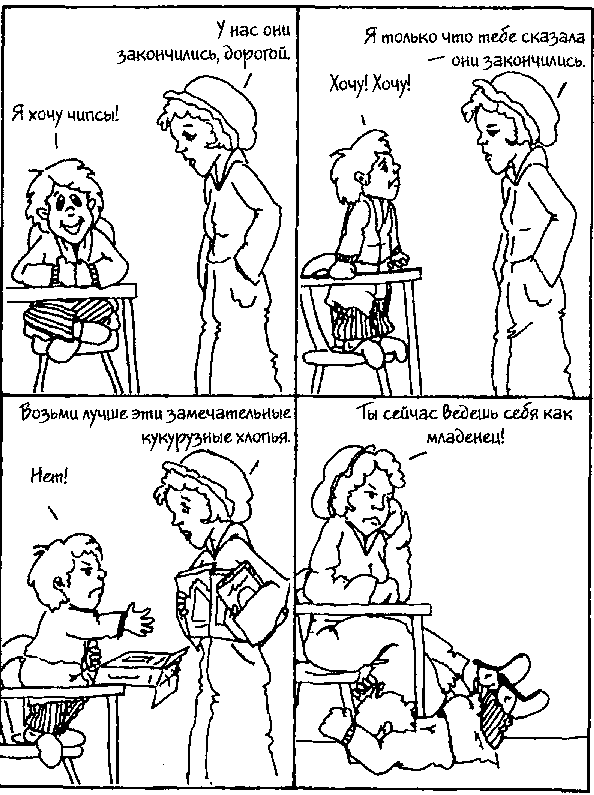 У нас они
закончились, дорогой.
Я хочу чипсы!
Я только что тебе сказала
— они закончились.
Хочу! Хочу!
Возьми лучше эти замечательные
кукурузные хлопья.
Нет!
Ты сейчас ведешь себя как
младенец!